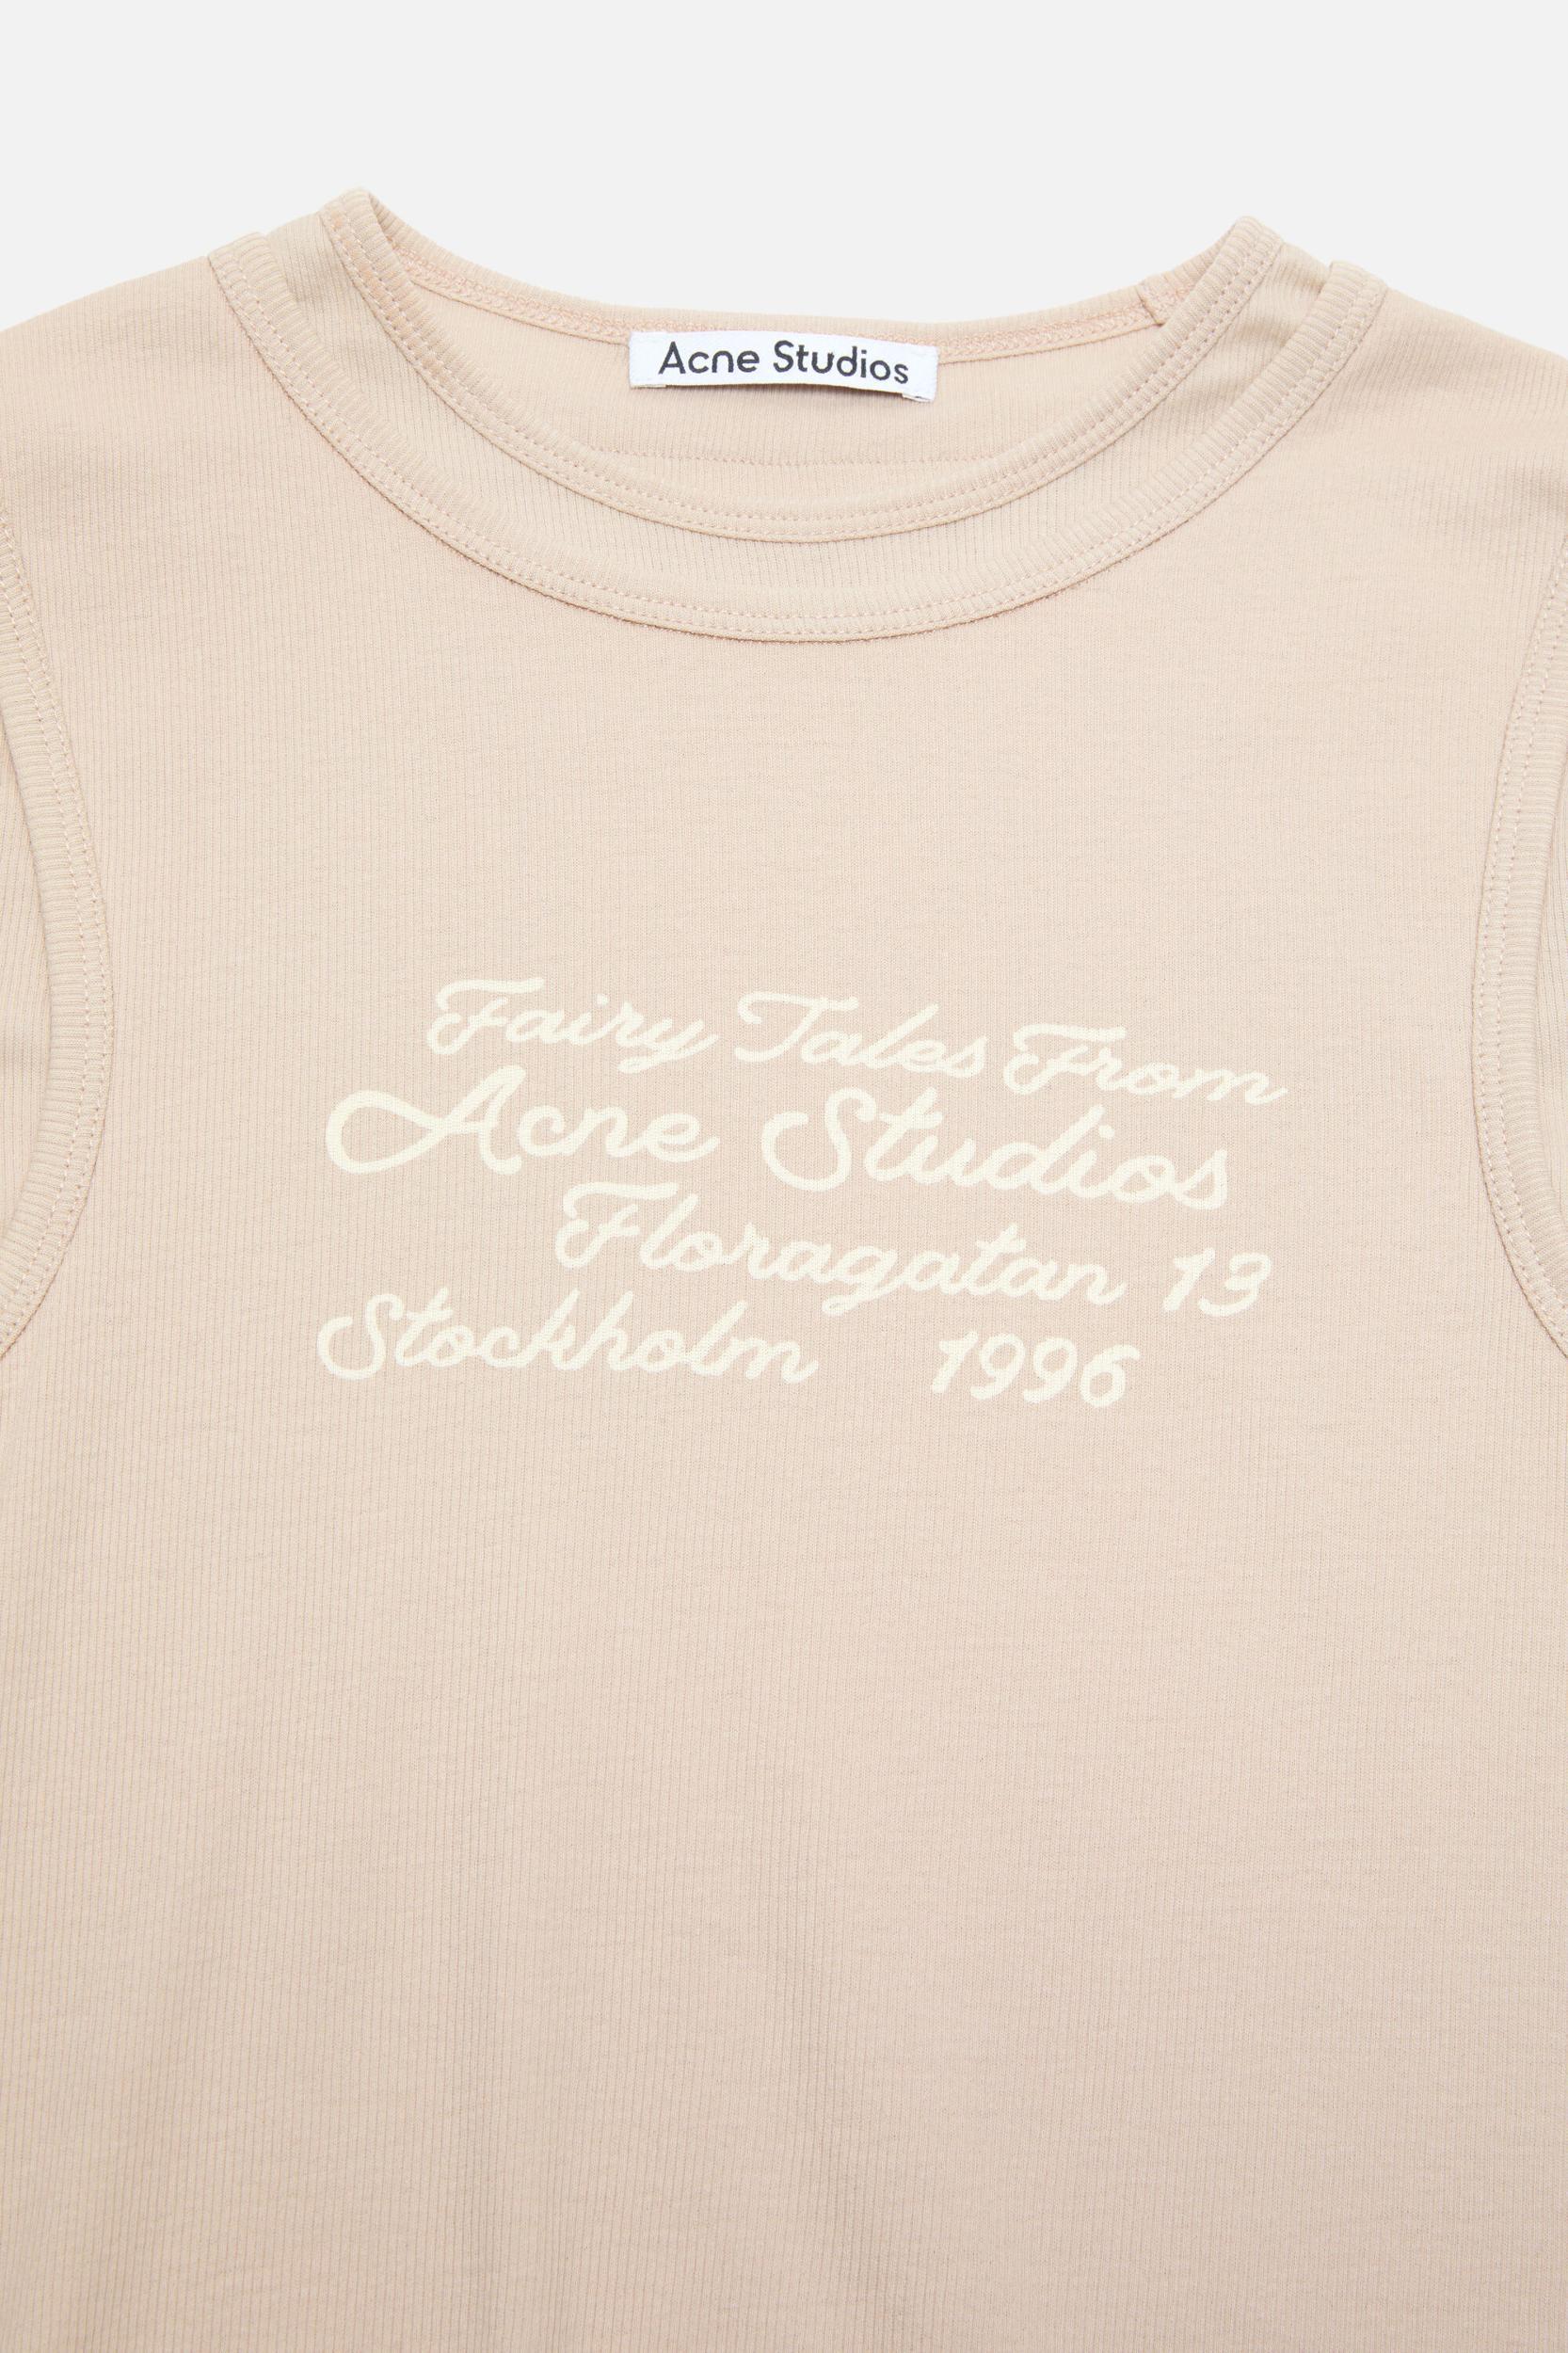 Acne Studios
Fairy Tales From
Acne Studios
Floragatan 13
Stockholm 1996